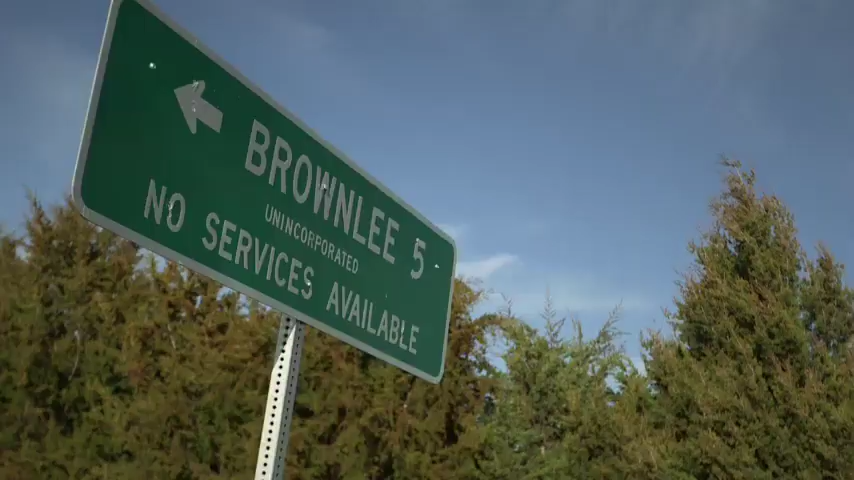 BROWNLEE 5
UNINCORPORATED
NO SERVICES AVAILABLE